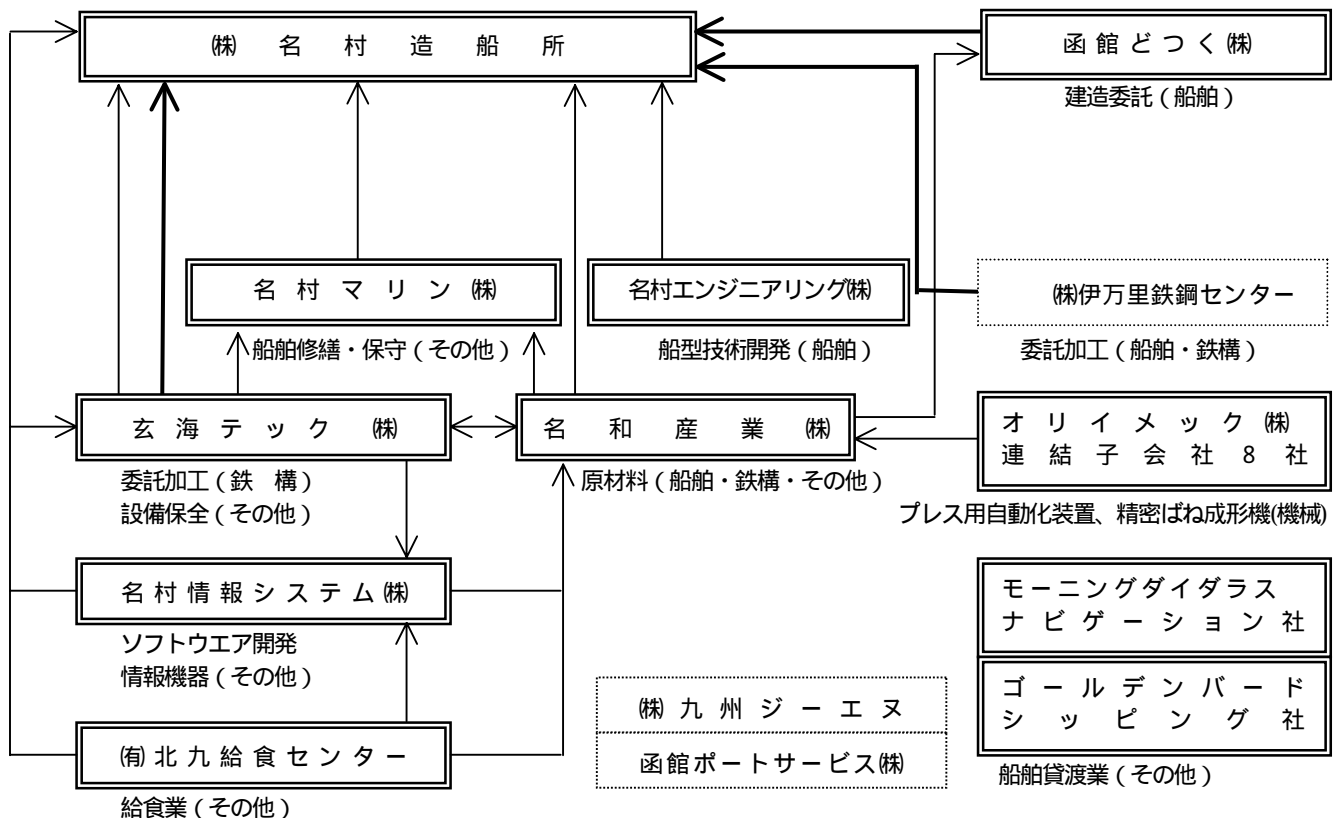 ㈱名村造船所
函館どつく㈱
建造委託(船舶)
名村マリン㈱
名村エンジニアリング㈱
㈱伊万里鉄鋼センター
船舶修繕・保守(その他)
船型技術開発(船舶)
委託加工(船舶・鉄構)
玄海テック㈱
名和産業㈱
オリイメック㈱
連結子会社8社
委託加工(鉄 構)
設備保全(その他)
原材料(船舶・鉄構・その他)
プレス用自動化装置、精密ばね成形機(機械)
名村情報システム㈱
ソフトウエア開発
情報機器(その他)
モーニングダイダラス
ナビゲーション社
ゴールデンバード
シッピング社
㈱九州ジーエヌ
函館ポートサービス㈱
㈲北九給食センター
船舶貸渡業(その他)
給食業(その他)